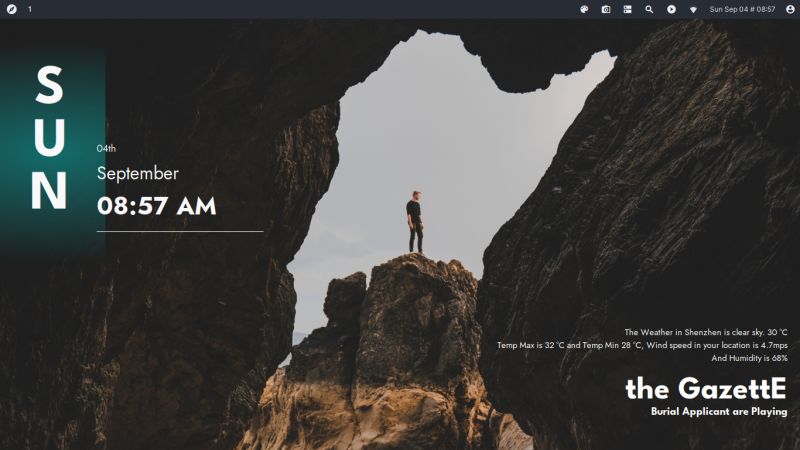 1
Sun Sep 04 # 08:57
SUN
04th
September
08:57 AM
The Weather in Shenzhen is clear sky. 30 °C
Temp Max is 32 °C and Temp Min 28 °C, Wind speed in your location is 4.7mps
And Humidity is 68%
the GazettE
Burial Applicant are Playing